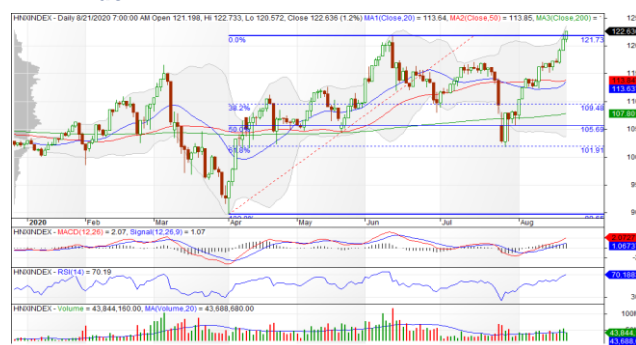 HNXINDEX - Daily 8/21/2020 7:00:00 AM Open 121.198, Hi 122.733, Lo 120.572, Close 122.636 (1.2%) MA1(Close,20) = 113.64, MA2(Close,50) = 113.85, MA3(Close,200) =
122.636
0.0% 121.73
113.63
38.2% 109.48
107.80
50.0% 105.69
61.8% 101.91
2020 Feb Mar Apr May Jun Jul Aug
HNXINDEX - MACD(12,26) = 2.07, Signal(12,26,9) = 1.07
1.0673
HNXINDEX - RSI(14) = 70.19
70.188
30
HNXINDEX - Volume = 43,844,160.00, MA(Volume,20) = 43,688,680.00
100M
43,844,
43,688,